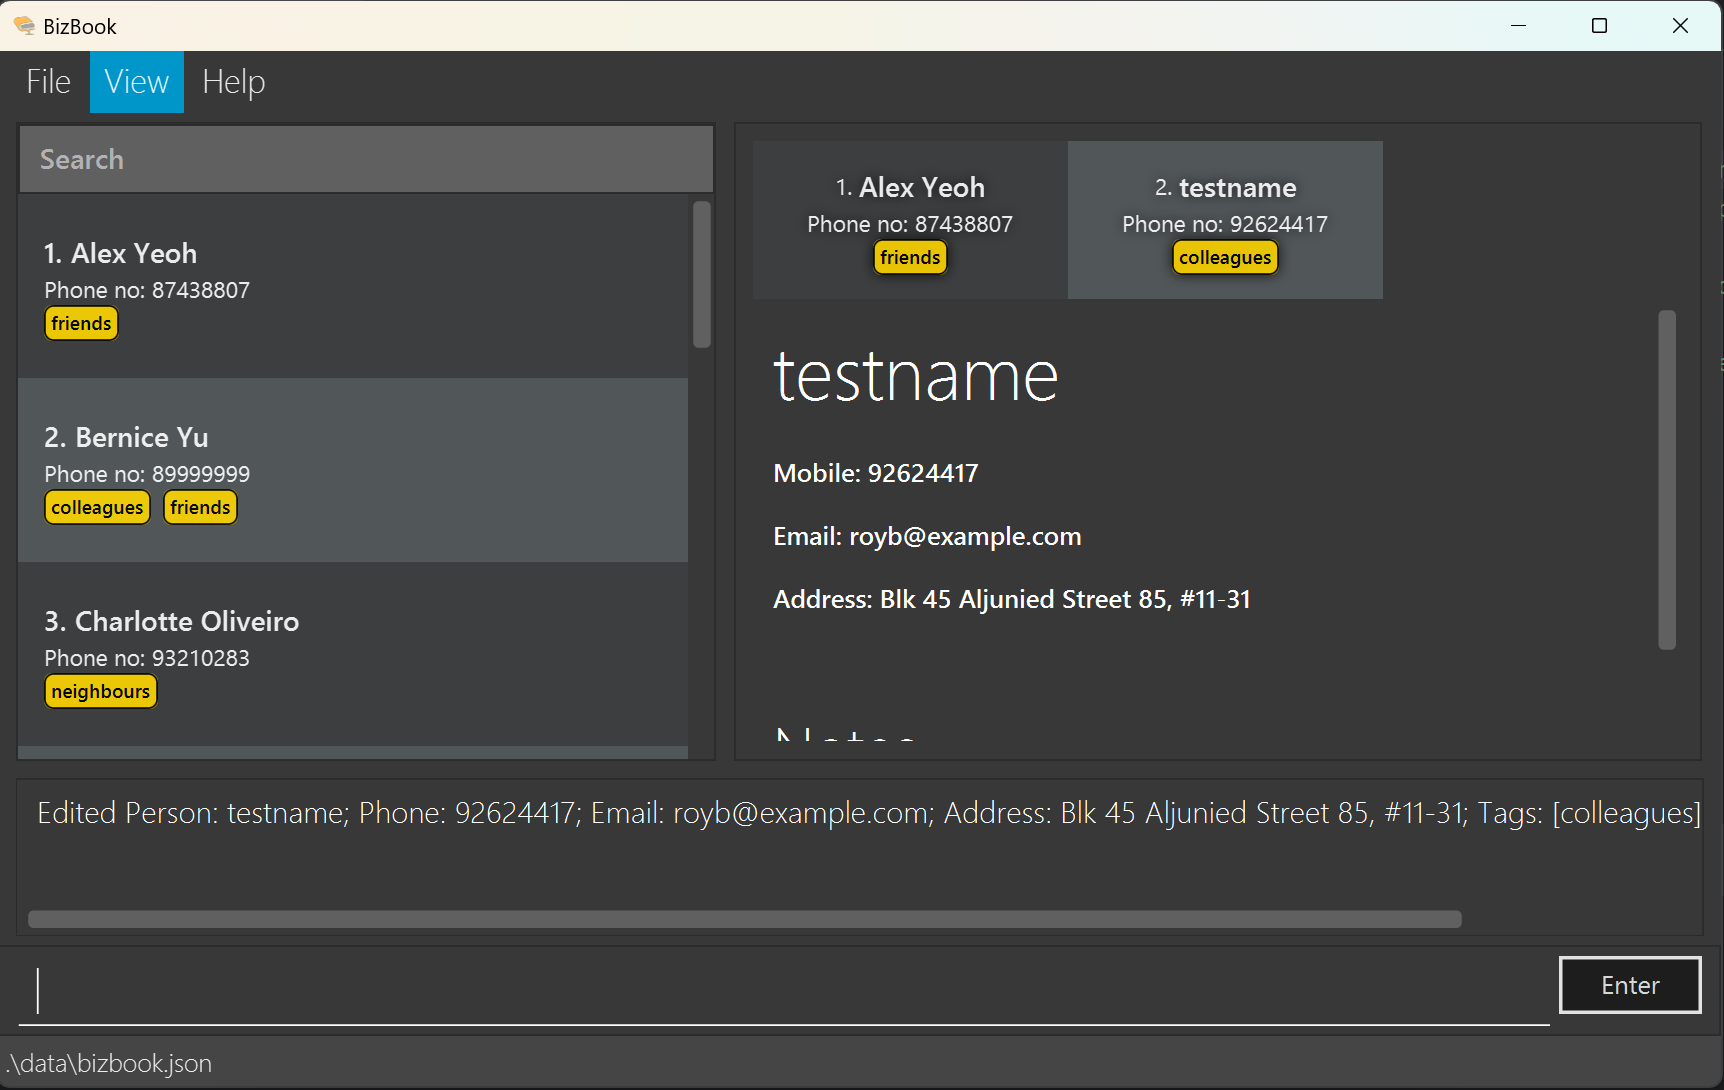 BizBook
File View Help
Search
1. Alex Yeoh
Phone no: 87438807
friends
2. Bernice Yu
Phone no: 89999999
colleagues friends
3. Charlotte Oliveiro
Phone no: 93210283
neighbours
1. Alex Yeoh
Phone no: 87438807
friends
2. testname
Phone no: 92624417
colleagues
testname
Mobile: 92624417
Email: royb@example.com
Address: Blk 45 Aljunied Street 85, #11-31
Notes
Edited Person: testname; Phone: 92624417; Email: royb@example.com; Address: Blk 45 Aljunied Street 85, #11-31; Tags: [colleagues]
Enter
.\data\bizbook.json